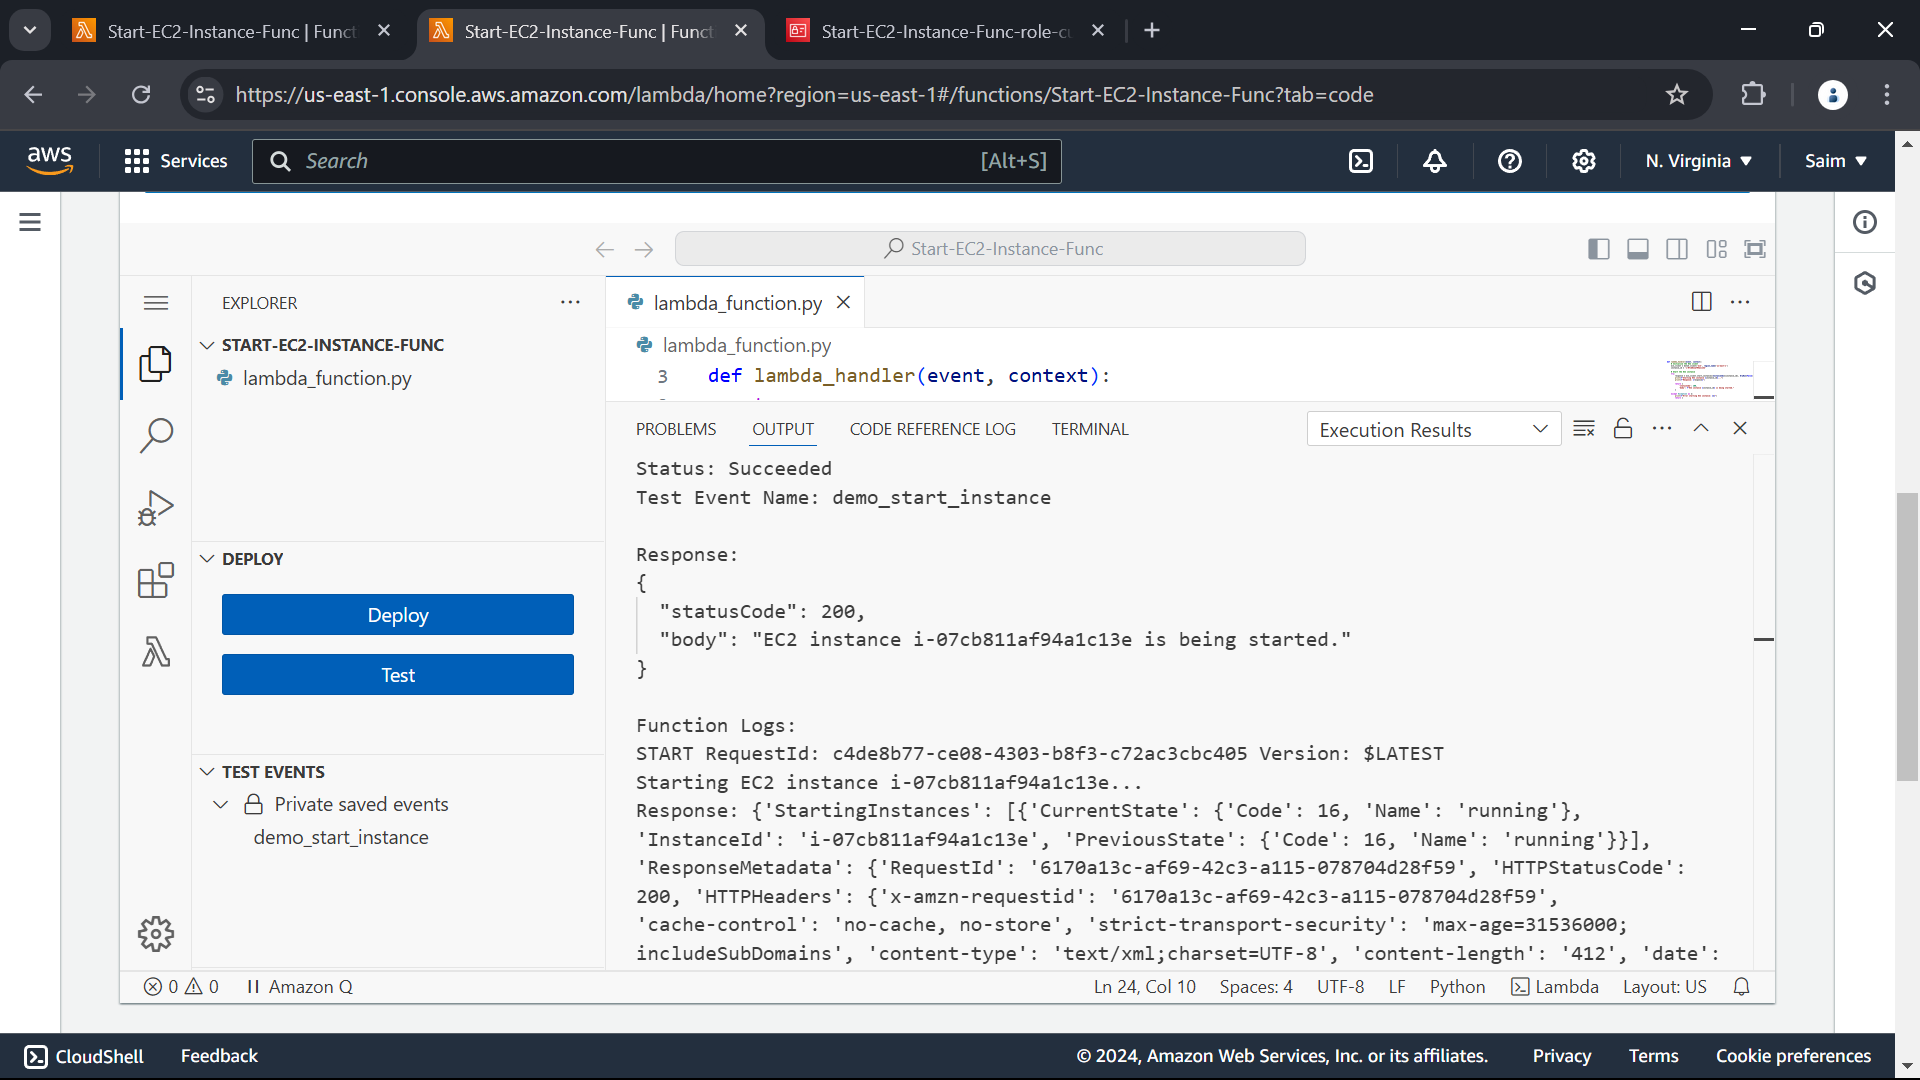 Start-EC2-Instance-Func | Funct
Start-EC2-Instance-Func | Funct
Start-EC2-Instance-Func-role-cu
https://us-east-1.console.aws.amazon.com/lambda/home?region=us-east-1#/functions/Start-EC2-Instance-Func?tab=code
aws
Services
Search
[Alt+S]
N. Virginia
Saim
Start-EC2-Instance-Func
EXPLORER
START-EC2-INSTANCE-FUNC
lambda_function.py
DEPLOY
Deploy
Test
TEST EVENTS
Private saved events
demo_start_instance
lambda_function.py
lambda_function.py
3 def lambda_handler(event, context):
PROBLEMS OUTPUT CODE REFERENCE LOG TERMINAL
Execution Results
Status: Succeeded
Test Event Name: demo_start_instance
Response:
{
"statusCode": 200,
"body": "EC2 instance i-07cb811af94a1c13e is being started."
}
Function Logs:
START RequestId: c4de8b77-ce08-4303-b8f3-c72ac3cbc405 Version: $LATEST
Starting EC2 instance i-07cb811af94a1c13e...
Response: {'StartingInstances': [{'CurrentState': {'Code': 16, 'Name': 'running'},
'InstanceId': 'i-07cb811af94a1c13e', 'PreviousState': {'Code': 16, 'Name': 'running'}}],
'ResponseMetadata': {'RequestId': '6170a13c-af69-42c3-a115-078704d28f59', 'HTTPStatusCode':
200, 'HTTPHeaders': {'x-amzn-requestid': '6170a13c-af69-42c3-a115-078704d28f59',
'cache-control': 'no-cache, no-store', 'strict-transport-security': 'max-age=31536000;
includeSubDomains', 'content-type': 'text/xml;charset=UTF-8', 'content-length': '412', 'date':
0 0 Amazon Q
Ln 24, Col 10 Spaces: 4 UTF-8 LF Python Lambda Layout: US
CloudShell Feedback
© 2024, Amazon Web Services, Inc. or its affiliates. Privacy Terms Cookie preferences